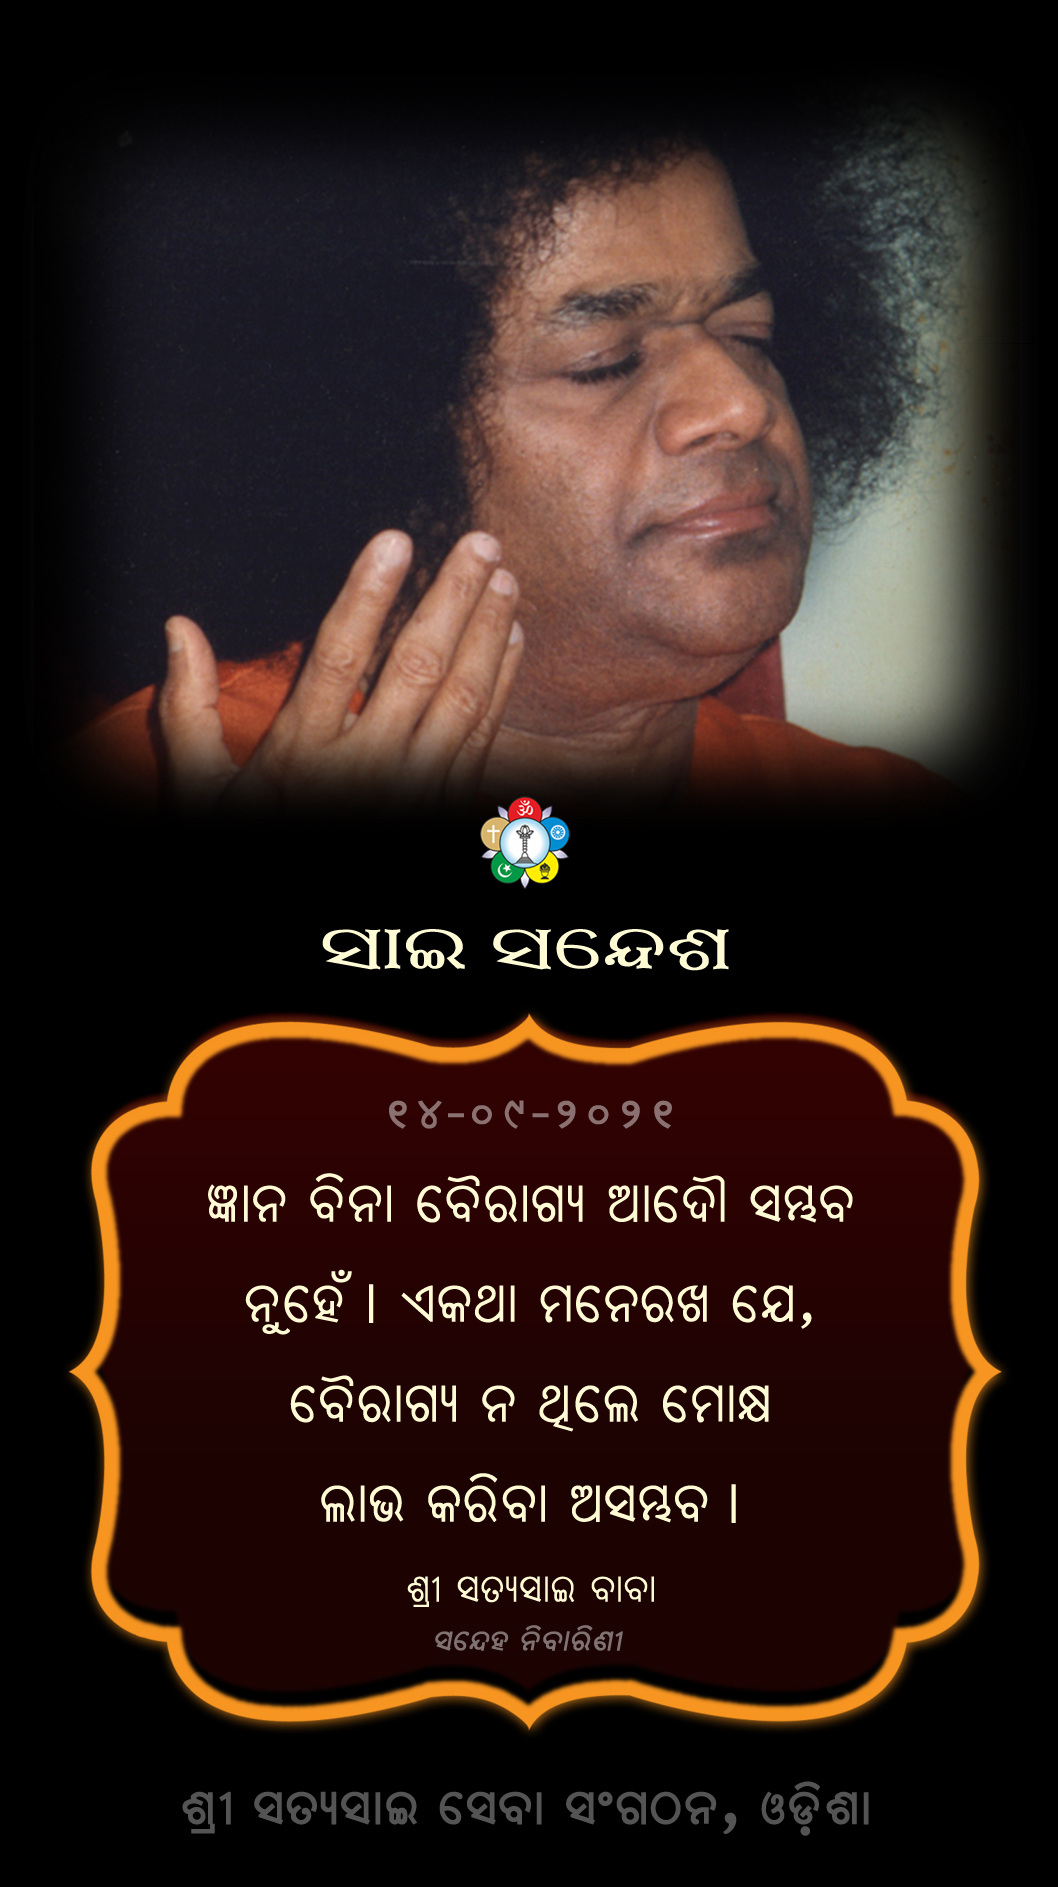 ସାଇ ସନ୍ଦେଶ
୧୪-୦୯-୨୦୨୧
ଜ୍ଞାନ ବିନା ବୈରାଗ୍ୟ ଆଦୌ ସମ୍ଭବ
ନୁହେଁ । ଏକଥା ମନେରଖ ଯେ,
ବୈରାଗ୍ୟ ନ ଥିଲେ ମୋକ୍ଷ
ଲାଭ କରିବା ଅସମ୍ଭବ ।
ଶ୍ରୀ ସତ୍ୟସାଇ ବାବା
ସନ୍ଦେହ ନିବାରିଣୀ
ଶ୍ରୀ ସତ୍ୟସାଇ ସେବା ସଂଗଠନ, ଓଡ଼ିଶା